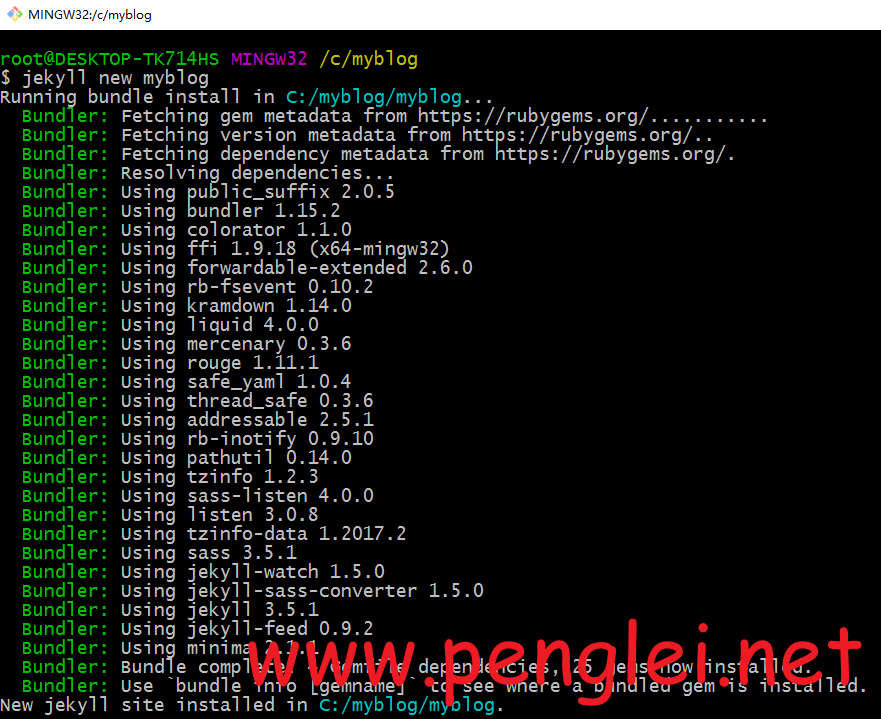 MINGW32:/c/myblog
root@DESKTOP-TK714HS MINGW32 /c/myblog
$ jekyll new myblog
Running bundle install in C:/myblog/myblog...
Bundler: Fetching gem metadata from https://rubygems.org/...........
Bundler: Fetching version metadata from https://rubygems.org/..
Bundler: Fetching dependency metadata from https://rubygems.org/.
Bundler: Resolving dependencies...
Bundler: Using public_suffix 2.0.5
Bundler: Using bundler 1.15.2
Bundler: Using colorator 1.1.0
Bundler: Using ffi 1.9.18 (x64-mingw32)
Bundler: Using forwardable-extended 2.6.0
Bundler: Using rb-fsevent 0.10.2
Bundler: Using kramdown 1.14.0
Bundler: Using liquid 4.0.0
Bundler: Using mercenary 0.3.6
Bundler: Using rouge 1.11.1
Bundler: Using safe_yaml 1.0.4
Bundler: Using thread_safe 0.3.6
Bundler: Using addressable 2.5.1
Bundler: Using rb-inotify 0.9.10
Bundler: Using pathutil 0.14.0
Bundler: Using tzinfo 1.2.3
Bundler: Using sass-listen 4.0.0
Bundler: Using listen 3.0.8
Bundler: Using tzinfo-data 1.2017.2
Bundler: Using sass 3.5.1
Bundler: Using jekyll-watch 1.5.0
Bundler: Using jekyll-sass-converter 1.5.0
Bundler: Using jekyll 3.5.1
Bundler: Using jekyll-feed 0.9.2
Bundler: Using minima 2.1.1
Bundler: Bundle complete! Gemfile dependencies, 25 gems now installed.
Bundler: Use `bundle info [gemname]` to see where a bundled gem is installed.
New jekyll site installed in C:/myblog/myblog.
www.penglei.net